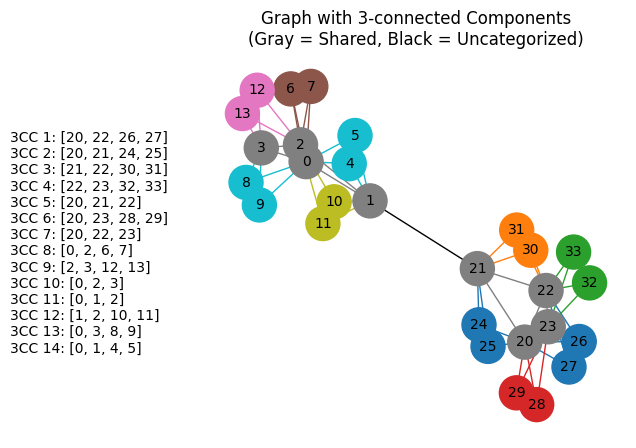 Graph with 3-connected Components
(Gray = Shared, Black = Uncategorized)
12
6
7
13
5
2
3
0
4
8
10
1
9
11
31
30
33
21
32
22
24
23
25
20
26
27
29
28
3CC 1: [20, 22, 26, 27]
3CC 2: [20, 21, 24, 25]
3CC 3: [21, 22, 30, 31]
3CC 4: [22, 23, 32, 33]
3CC 5: [20, 21, 22]
3CC 6: [20, 23, 28, 29]
3CC 7: [20, 22, 23]
3CC 8: [0, 2, 6, 7]
3CC 9: [2, 3, 12, 13]
3CC 10: [0, 2, 3]
3CC 11: [0, 1, 2]
3CC 12: [1, 2, 10, 11]
3CC 13: [0, 3, 8, 9]
3CC 14: [0, 1, 4, 5]